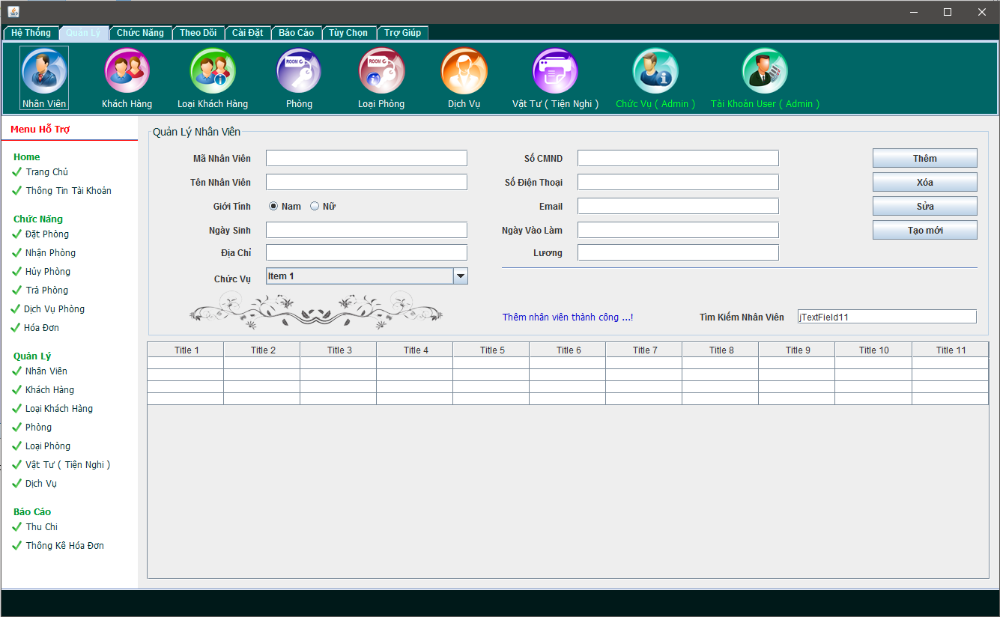 Hệ Thống Quản Lý Chức Năng Theo Dõi Cài Đặt Báo Cáo Tùy Chọn Trợ Giúp
Nhân Viên Khách Hàng Loại Khách Hàng Phòng Loại Phòng Dịch Vụ Vật Tư ( Tiện Nghi ) Chức Vụ ( Admin ) Tài Khoản User ( Admin )
ROOM
ROOM
Menu Hỗ Trợ
Home
Trang Chủ
Thông Tin Tài Khoản
Chức Năng
Đặt Phòng
Nhận Phòng
Hủy Phòng
Trả Phòng
Dịch Vụ Phòng
Hóa Đơn
Quản Lý
Nhân Viên
Khách Hàng
Loại Khách Hàng
Phòng
Loại Phòng
Vật Tư ( Tiện Nghi )
Dịch Vụ
Báo Cáo
Thu Chi
Thống Kê Hóa Đơn
Quản Lý Nhân Viên
Mã Nhân Viên Số CMND Thêm
Tên Nhân Viên Số Điện Thoại Xóa
Giới Tính Nam Nữ Email Sửa
Ngày Sinh Ngày Vào Làm Tạo mới
Địa Chỉ Lương
Chức Vụ Item 1
Thêm nhân viên thành công ...! Tìm Kiếm Nhân Viên jTextField11
Title 1 Title 2 Title 3 Title 4 Title 5 Title 6 Title 7 Title 8 Title 9 Title 10 Title 11